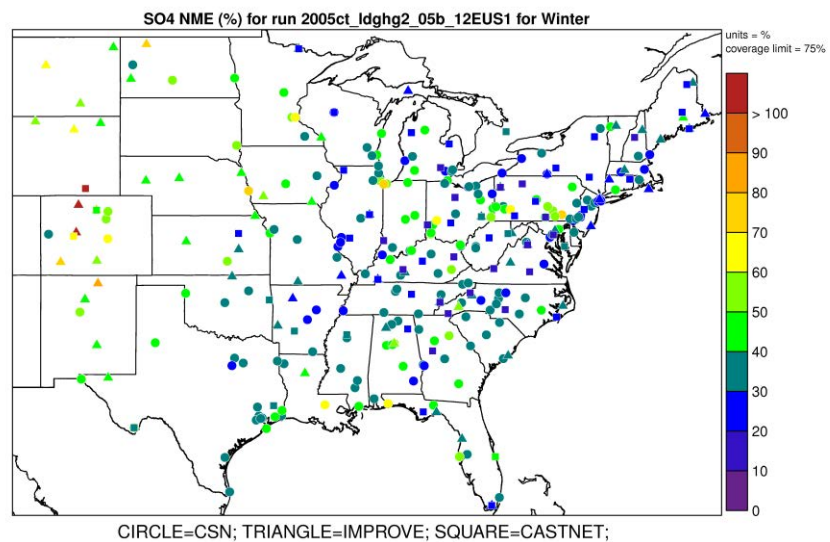 SO4 NME (%) for run 2005ct_ldghg2_05b_12EUS1 for Winter
units = %
coverage limit = 75%
> 100
90
80
70
60
50
40
30
20
10
0
CIRCLE=CSN; TRIANGLE=IMPROVE; SQUARE=CASTNET;